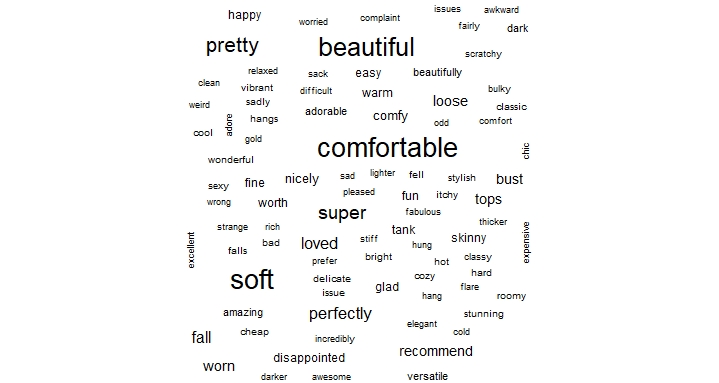 happy
worried
complaint
issues
awkward
fairly
dark
pretty
beautiful
scratchy
relaxed
sack
easy
beautifully
clean
vibrant
difficult
warm
bulky
weird
sadly
loose
classic
adorable
comfy
adore
hangs
odd
comfort
cool
gold
comfortable
chic
wonderful
sexy
fine
nicely
sad
lighter
fell
stylish
bust
pleased
fun
itchy
tops
wrong
worth
super
fabulous
thicker
strange
rich
tank
expensive
excellent
bad
loved
stiff
hung
skinny
falls
prefer
bright
hot
classy
soft
delicate
cozy
hard
issue
glad
flare
hang
roomy
amazing
perfectly
stunning
elegant
cold
fall
cheap
incredibly
disappointed
recommend
worn
darker
awesome
versatile